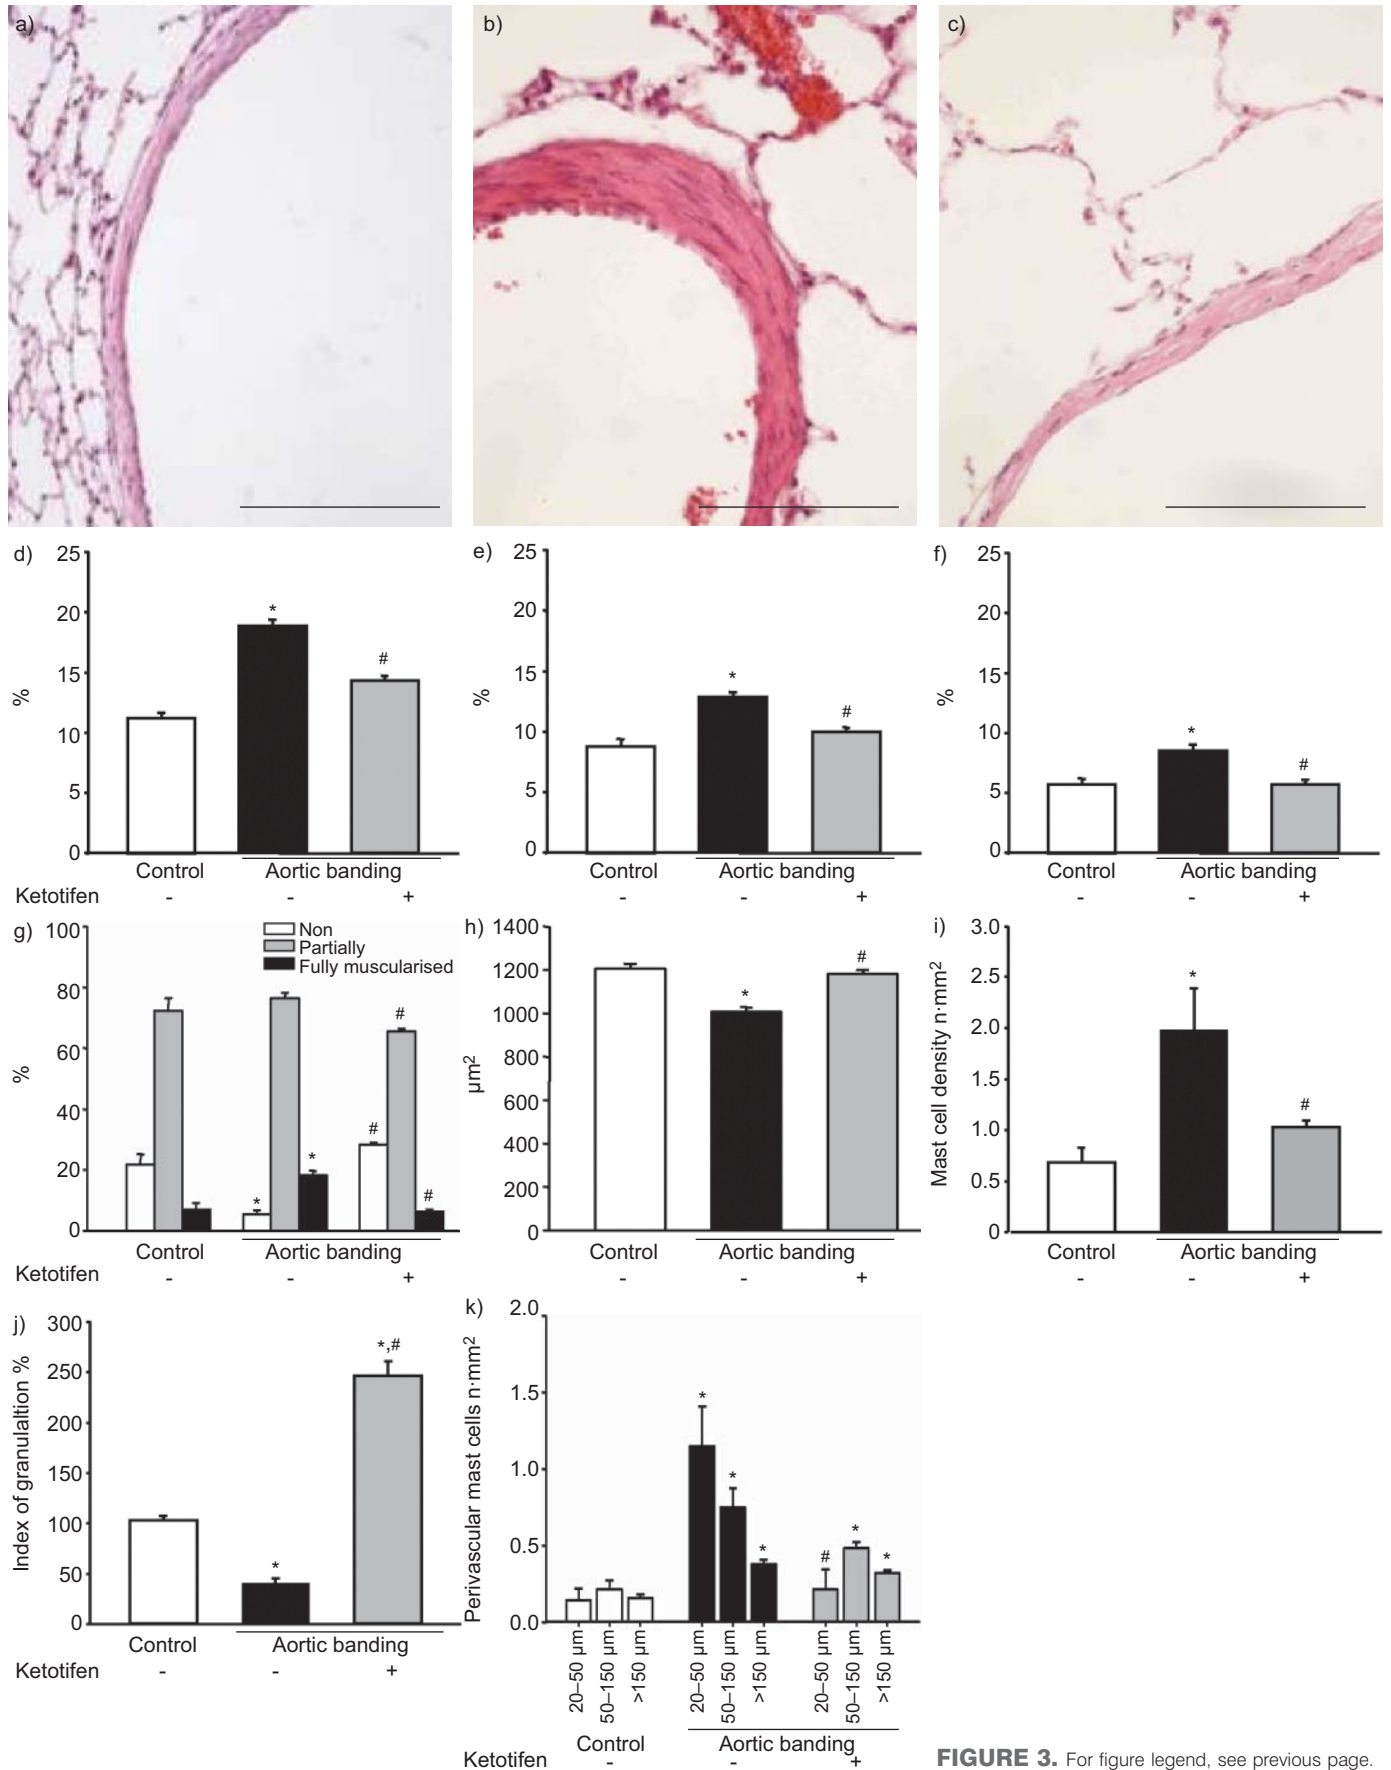 a)
b)
c)
d)
25
20
15
10
5
0
%
*
#
Control
Aortic banding
Ketotifen
-
-
+
e)
25
20
15
10
5
0
%
*
#
Control
Aortic banding
-
-
+
f)
25
20
15
10
5
0
%
*
#
Control
Aortic banding
-
-
+
g)
100
80
60
40
20
0
%
Non
Partially
Fully muscularised
*
*
#
#
#
Control
Aortic banding
Ketotifen
-
-
+
h)
1400
1200
1000
800
600
400
200
0
µm2
*
#
Control
Aortic banding
-
-
+
i)
3.0
2.5
2.0
1.5
1.0
0.5
0
Mast cell density n·mm2
*
#
Control
Aortic banding
-
-
+
j)
300
250
200
150
100
50
0
Index of granulaltion %
*
*,#
Control
Aortic banding
Ketotifen
-
-
+
k)
2.0
1.5
1.0
0.5
0.0
Perivascular mast cells n·mm2
*
*
*
#
*
*
20–50 µm
50–150 µm
>150 µm
20–50 µm
50–150 µm
>150 µm
20–50 µm
50–150 µm
>150 µm
Control
Aortic banding
Ketotifen
-
-
+
FIGURE 3. For figure legend, see previous page.